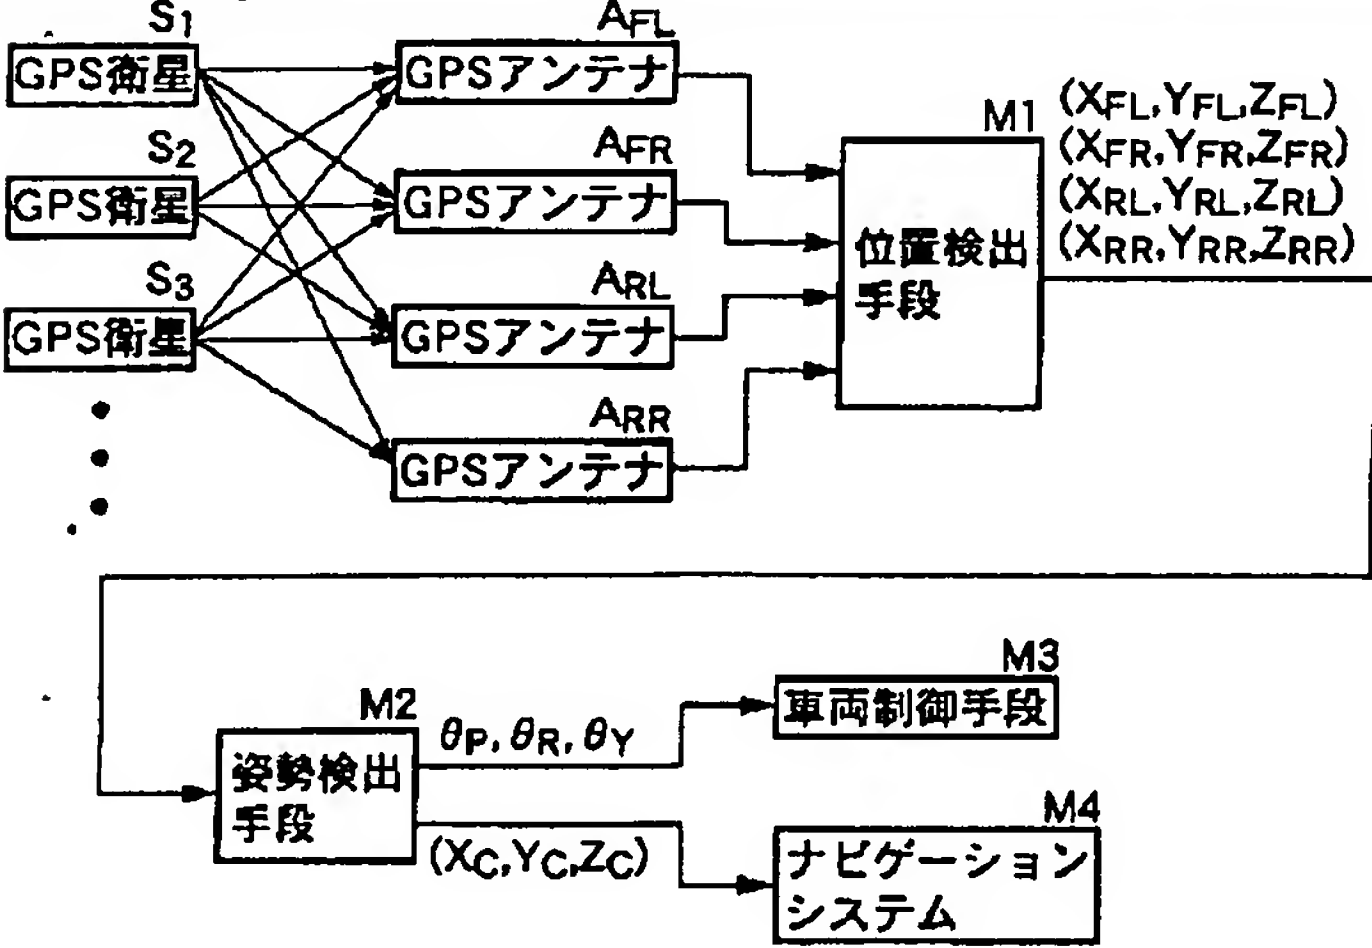 S1
GPS衛星
S2
GPS衛星
S3
GPS衛星
AFL
GPSアンテナ
AFR
GPSアンテナ
ARL
GPSアンテナ
ARR
GPSアンテナ
M1
位置検出
手段
(XFL,YFL,ZFL)
(XFR,YFR,ZFR)
(XRL,YRL,ZRL)
(XRR,YRR,ZRR)
M2
姿勢検出
手段
θP, θR, θY
(XC,YC,ZC)
M3
車両制御手段
M4
ナビゲーション
システム